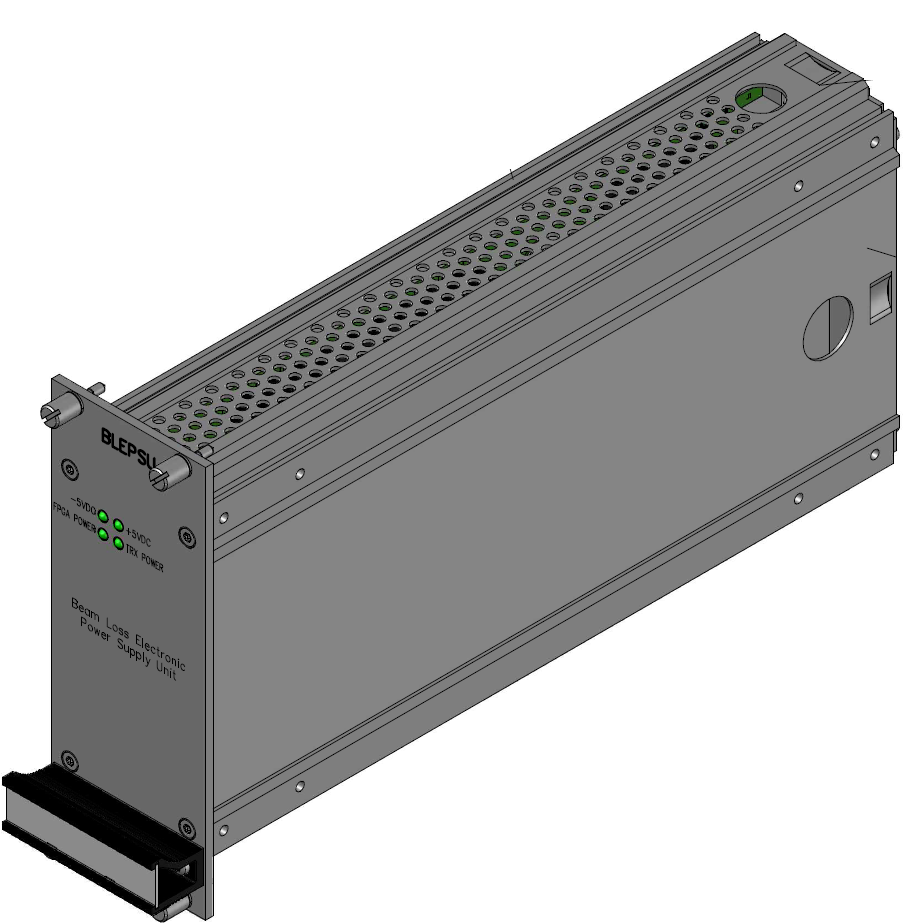 BLEPSU
-5VDC
+5VDC
FPGA POWER
TRX POWER
Beam Loss Electronic
Power Supply Unit